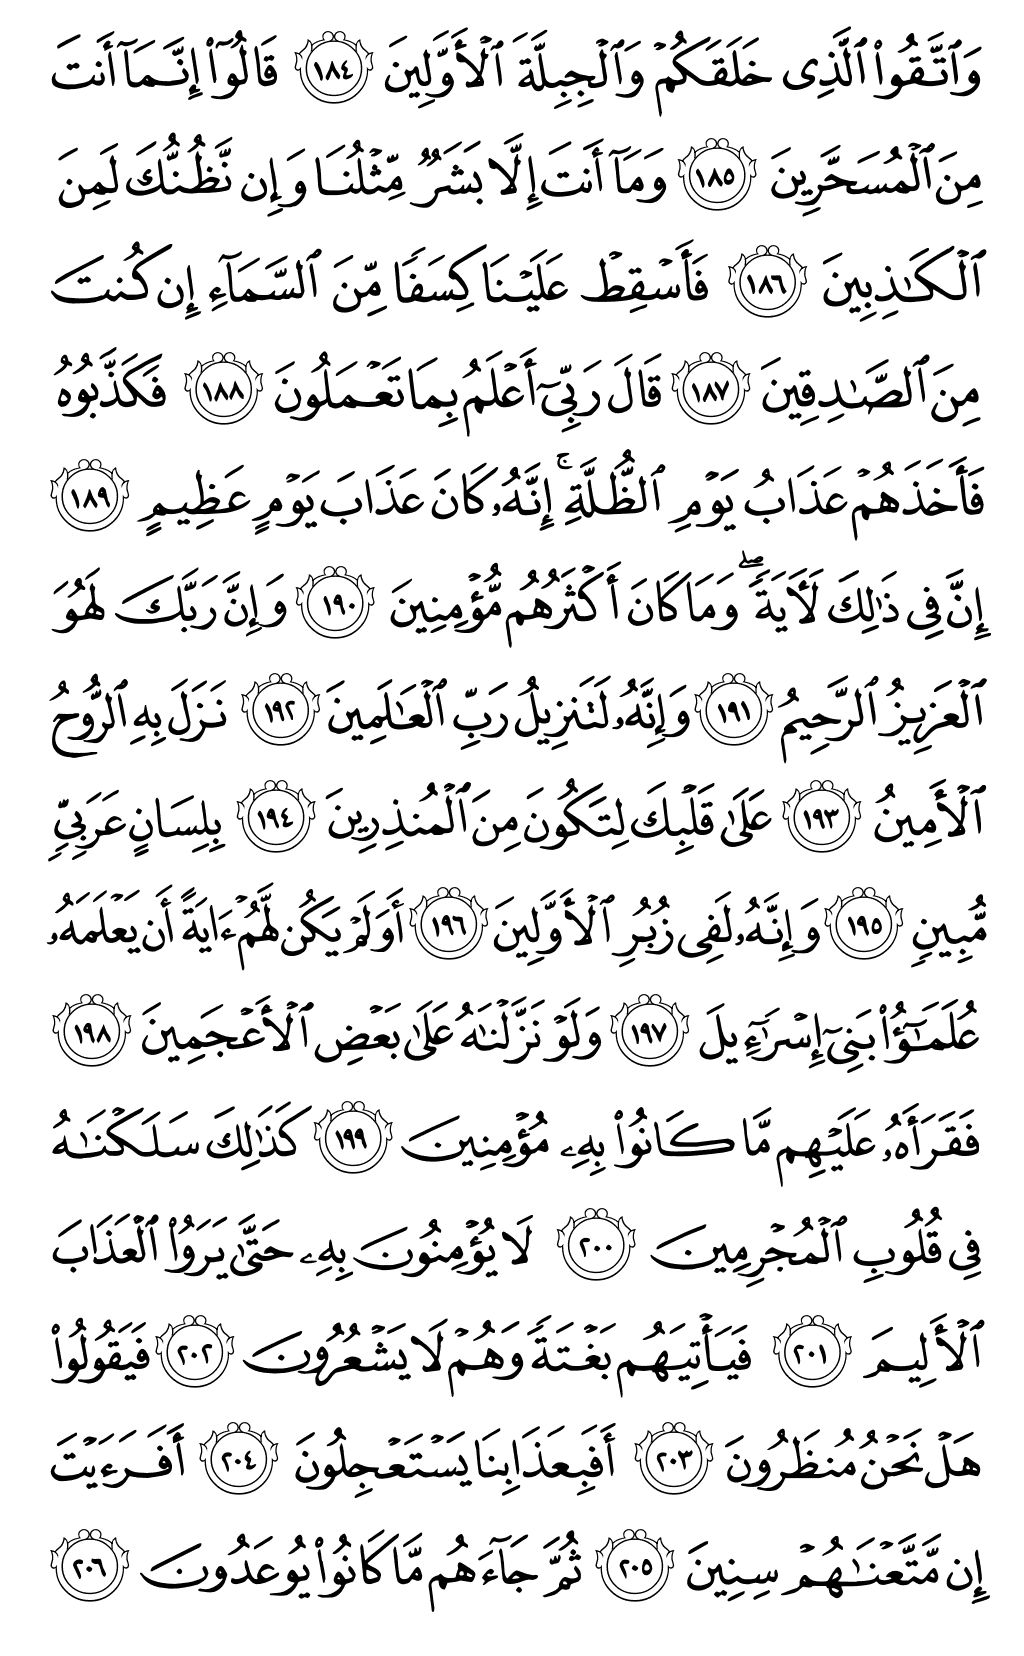 وَٱتَّقُوا۟ ٱلَّذِى خَلَقَكُمْ وَٱلْجِبِلَّةَ ٱلْأَوَّلِينَ ١٨٤ قَالُوٓا۟ إِنَّمَآ أَنتَ
مِنَ ٱلْمُسَحَّرِينَ ١٨٥ وَمَآ أَنتَ إِلَّا بَشَرٌ مِّثْلُنَا وَإِن نَّظُنُّكَ لَمِنَ
ٱلْكَـٰذِبِينَ ١٨٦ فَأَسْقِطْ عَلَيْنَا كِسَفًا مِّنَ ٱلسَّمَآءِ إِن كُنتَ
مِنَ ٱلصَّـٰدِقِينَ ١٨٧ قَالَ رَبِّىٓ أَعْلَمُ بِمَا تَعْمَلُونَ ١٨٨ فَكَذَّبُوهُ
فَأَخَذَهُمْ عَذَابُ يَوْمِ ٱلظُّلَّةِ ۚ إِنَّهُۥ كَانَ عَذَابَ يَوْمٍ عَظِيمٍ ١٨٩
إِنَّ فِى ذَٰلِكَ لَـَٔايَةً ۖ وَمَا كَانَ أَكْثَرُهُم مُّؤْمِنِينَ ١٩٠ وَإِنَّ رَبَّكَ لَهُوَ
ٱلْعَزِيزُ ٱلرَّحِيمُ ١٩١ وَإِنَّهُۥ لَتَنزِيلُ رَبِّ ٱلْعَـٰلَمِينَ ١٩٢ نَزَلَ بِهِ ٱلرُّوحُ
ٱلْأَمِينُ ١٩٣ عَلَىٰ قَلْبِكَ لِتَكُونَ مِنَ ٱلْمُنذِرِينَ ١٩٤ بِلِسَانٍ عَرَبِىٍّ
مُّبِينٍ ١٩٥ وَإِنَّهُۥ لَفِى زُبُرِ ٱلْأَوَّلِينَ ١٩٦ أَوَلَمْ يَكُن لَّهُمْ ءَايَةً أَن يَعْلَمَهُۥ
عُلَمَـٰٓؤُا۟ بَنِىٓ إِسْرَٰٓءِيلَ ١٩٧ وَلَوْ نَزَّلْنَـٰهُ عَلَىٰ بَعْضِ ٱلْأَعْجَمِينَ ١٩٨
فَقَرَأَهُۥ عَلَيْهِم مَّا كَانُوا۟ بِهِۦ مُؤْمِنِينَ ١٩٩ كَذَٰلِكَ سَلَكْنَـٰهُ
فِى قُلُوبِ ٱلْمُجْرِمِينَ ٢٠٠ لَا يُؤْمِنُونَ بِهِۦ حَتَّىٰ يَرَوُا۟ ٱلْعَذَابَ
ٱلْأَلِيمَ ٢٠١ فَيَأْتِيَهُم بَغْتَةً وَهُمْ لَا يَشْعُرُونَ ٢٠٢ فَيَقُولُوا۟
هَلْ نَحْنُ مُنظَرُونَ ٢٠٣ أَفَبِعَذَابِنَا يَسْتَعْجِلُونَ ٢٠٤ أَفَرَءَيْتَ
إِن مَّتَّعْنَـٰهُمْ سِنِينَ ٢٠٥ ثُمَّ جَآءَهُم مَّا كَانُوا۟ يُوعَدُونَ ٢٠٦